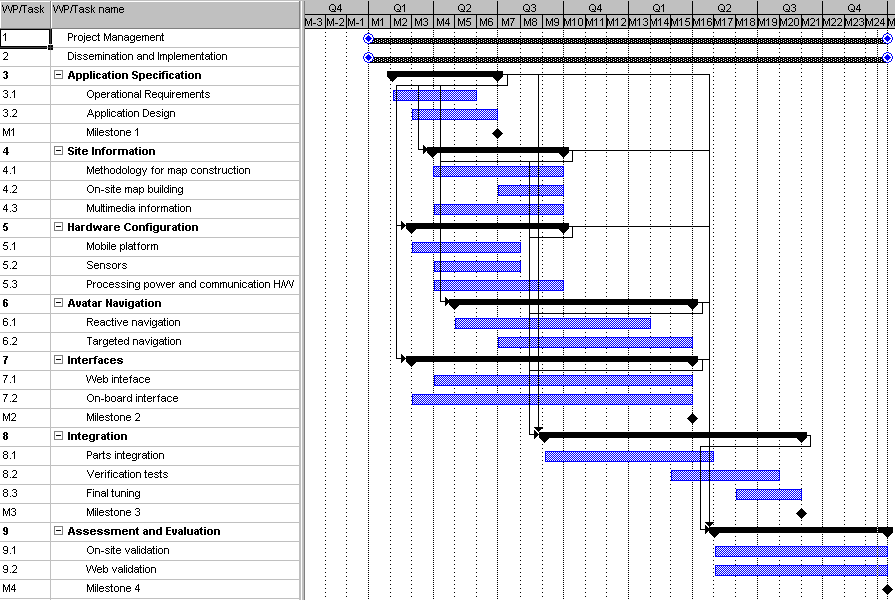 WP/Task WP/Task name Q4 Q1 Q2 Q3 Q4 Q1 Q2 Q3 Q4
M-3 M-2 M-1 M1 M2 M3 M4 M5 M6 M7 M8 M9 M10 M11 M12 M13 M14 M15 M16 M17 M18 M19 M20 M21 M22 M23 M24 M
1 Project Management
2 Dissemination and Implementation
3 Application Specification
3.1 Operational Requirements
3.2 Application Design
M1 Milestone 1
4 Site Information
4.1 Methodology for map construction
4.2 On-site map building
4.3 Multimedia information
5 Hardware Configuration
5.1 Mobile platform
5.2 Sensors
5.3 Processing power and communication H/W
6 Avatar Navigation
6.1 Reactive navigation
6.2 Targeted navigation
7 Interfaces
7.1 Web inteface
7.2 On-board interface
M2 Milestone 2
8 Integration
8.1 Parts integration
8.2 Verification tests
8.3 Final tuning
M3 Milestone 3
9 Assessment and Evaluation
9.1 On-site validation
9.2 Web validation
M4 Milestone 4